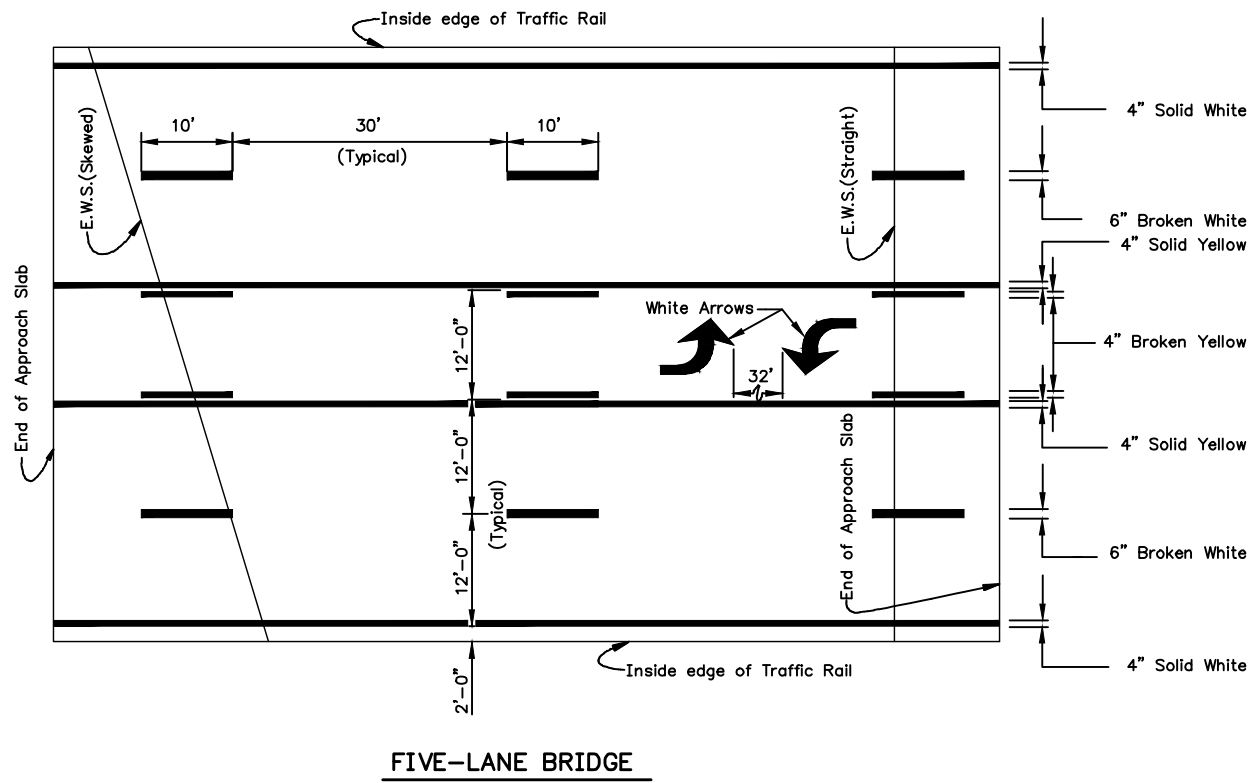 Inside edge of Traffic Rail
4" Solid White
10'
30'
10'
(Typical)
E.W.S.(Skewed)
E.W.S.(Straight)
6" Broken White
4" Solid Yellow
End of Approach Slab
White Arrows
12'-0"
4" Broken Yellow
32'
4" Solid Yellow
12'-0"
(Typical)
End of Approach Slab
12'-0"
6" Broken White
4" Solid White
Inside edge of Traffic Rail
2'-0"
FIVE-LANE BRIDGE